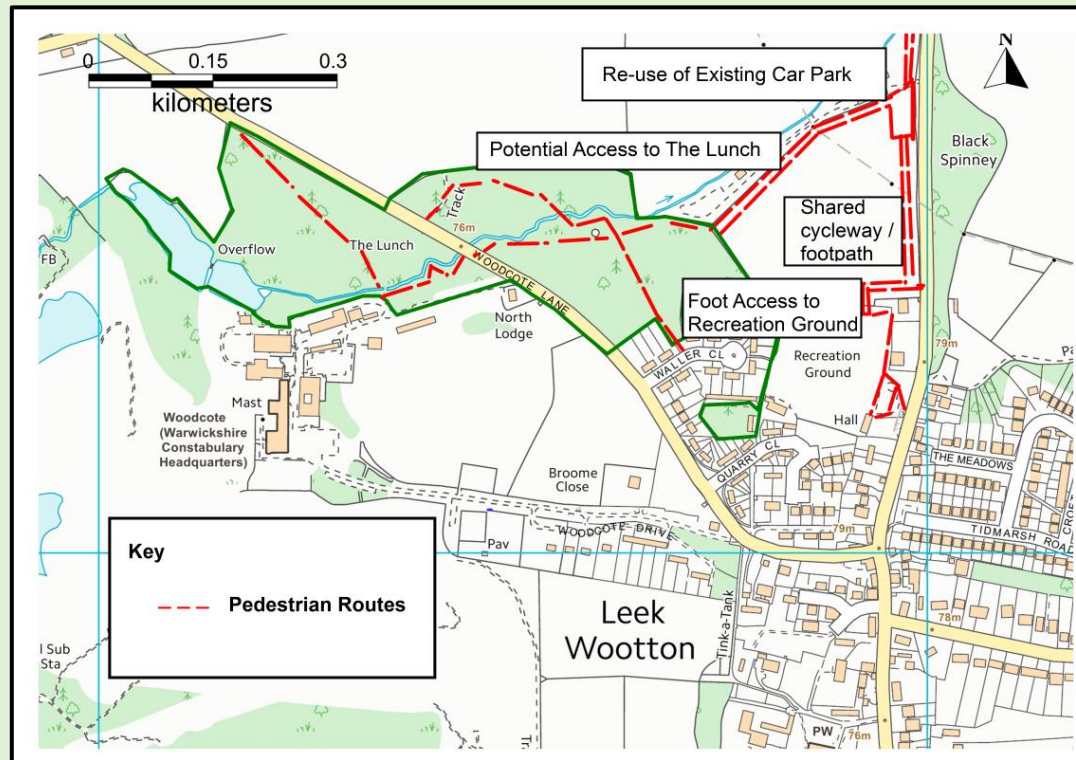 0 0.15 0.3
kilometers
N
Re-use of Existing Car Park
Potential Access to The Lunch
Black
Spinney
Shared
cycleway /
footpath
Track
76m
FB
Overflow
The Lunch
WOODCOTE LANE
North
Lodge
Foot Access to
Recreation Ground
WALLER CL
Recreation
Ground
79m
Pa
Mast
Hall
Woodcote
(Warwickshire
Constabulary
Headquarters)
QUARRY CL
THE MEADOWS
CROF
Broome
Close
WOODCOTE DRIVE
79m
TIDMARSH ROAD
Pav
Key
Pedestrian Routes
Leek
Wootton
Tink-a-Tank
78m
l Sub
Sta
Tr
PW
76m